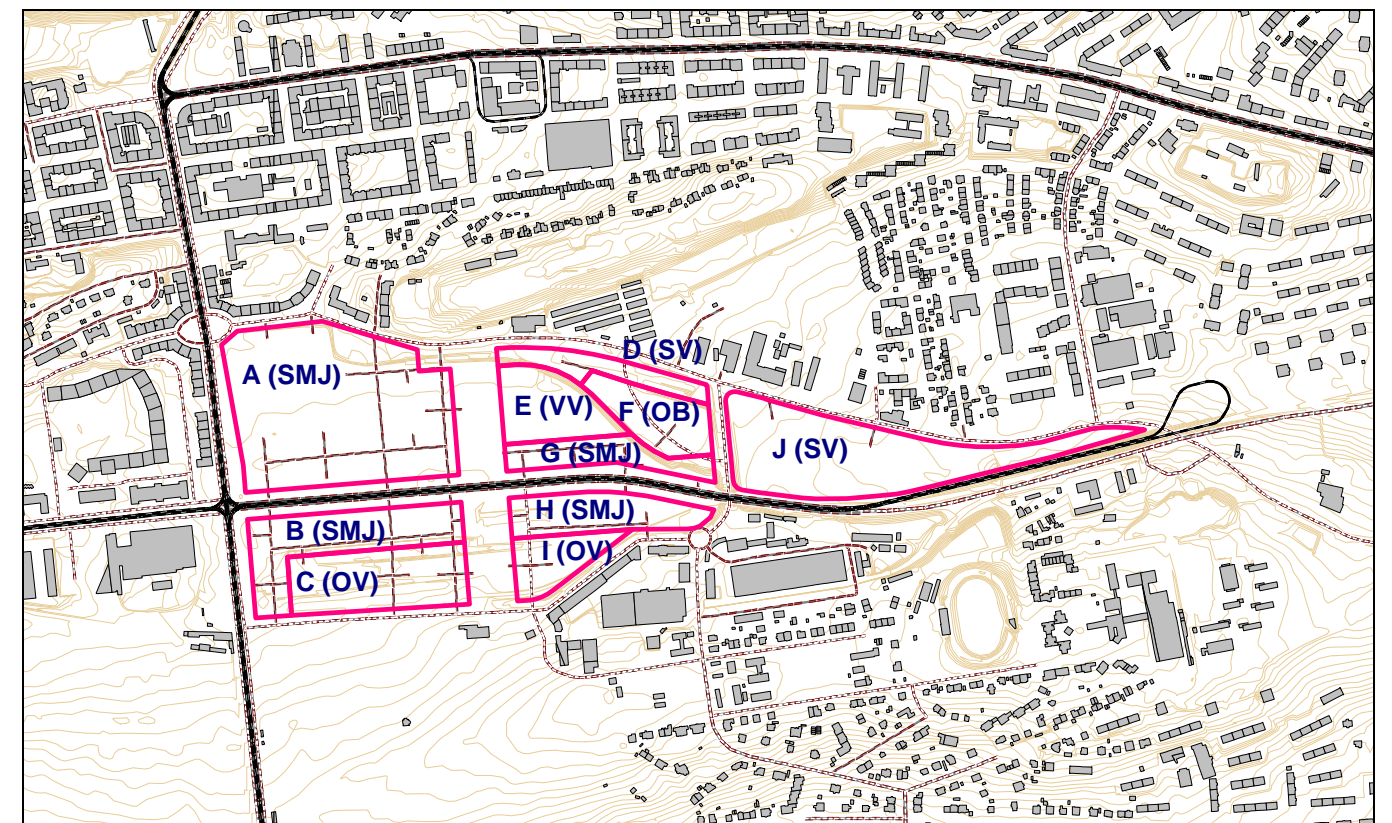 D (SV)
A (SMJ)
E (VV)
F (OB)
G (SMJ)
J (SV)
H (SMJ)
B (SMJ)
I (OV)
C (OV)